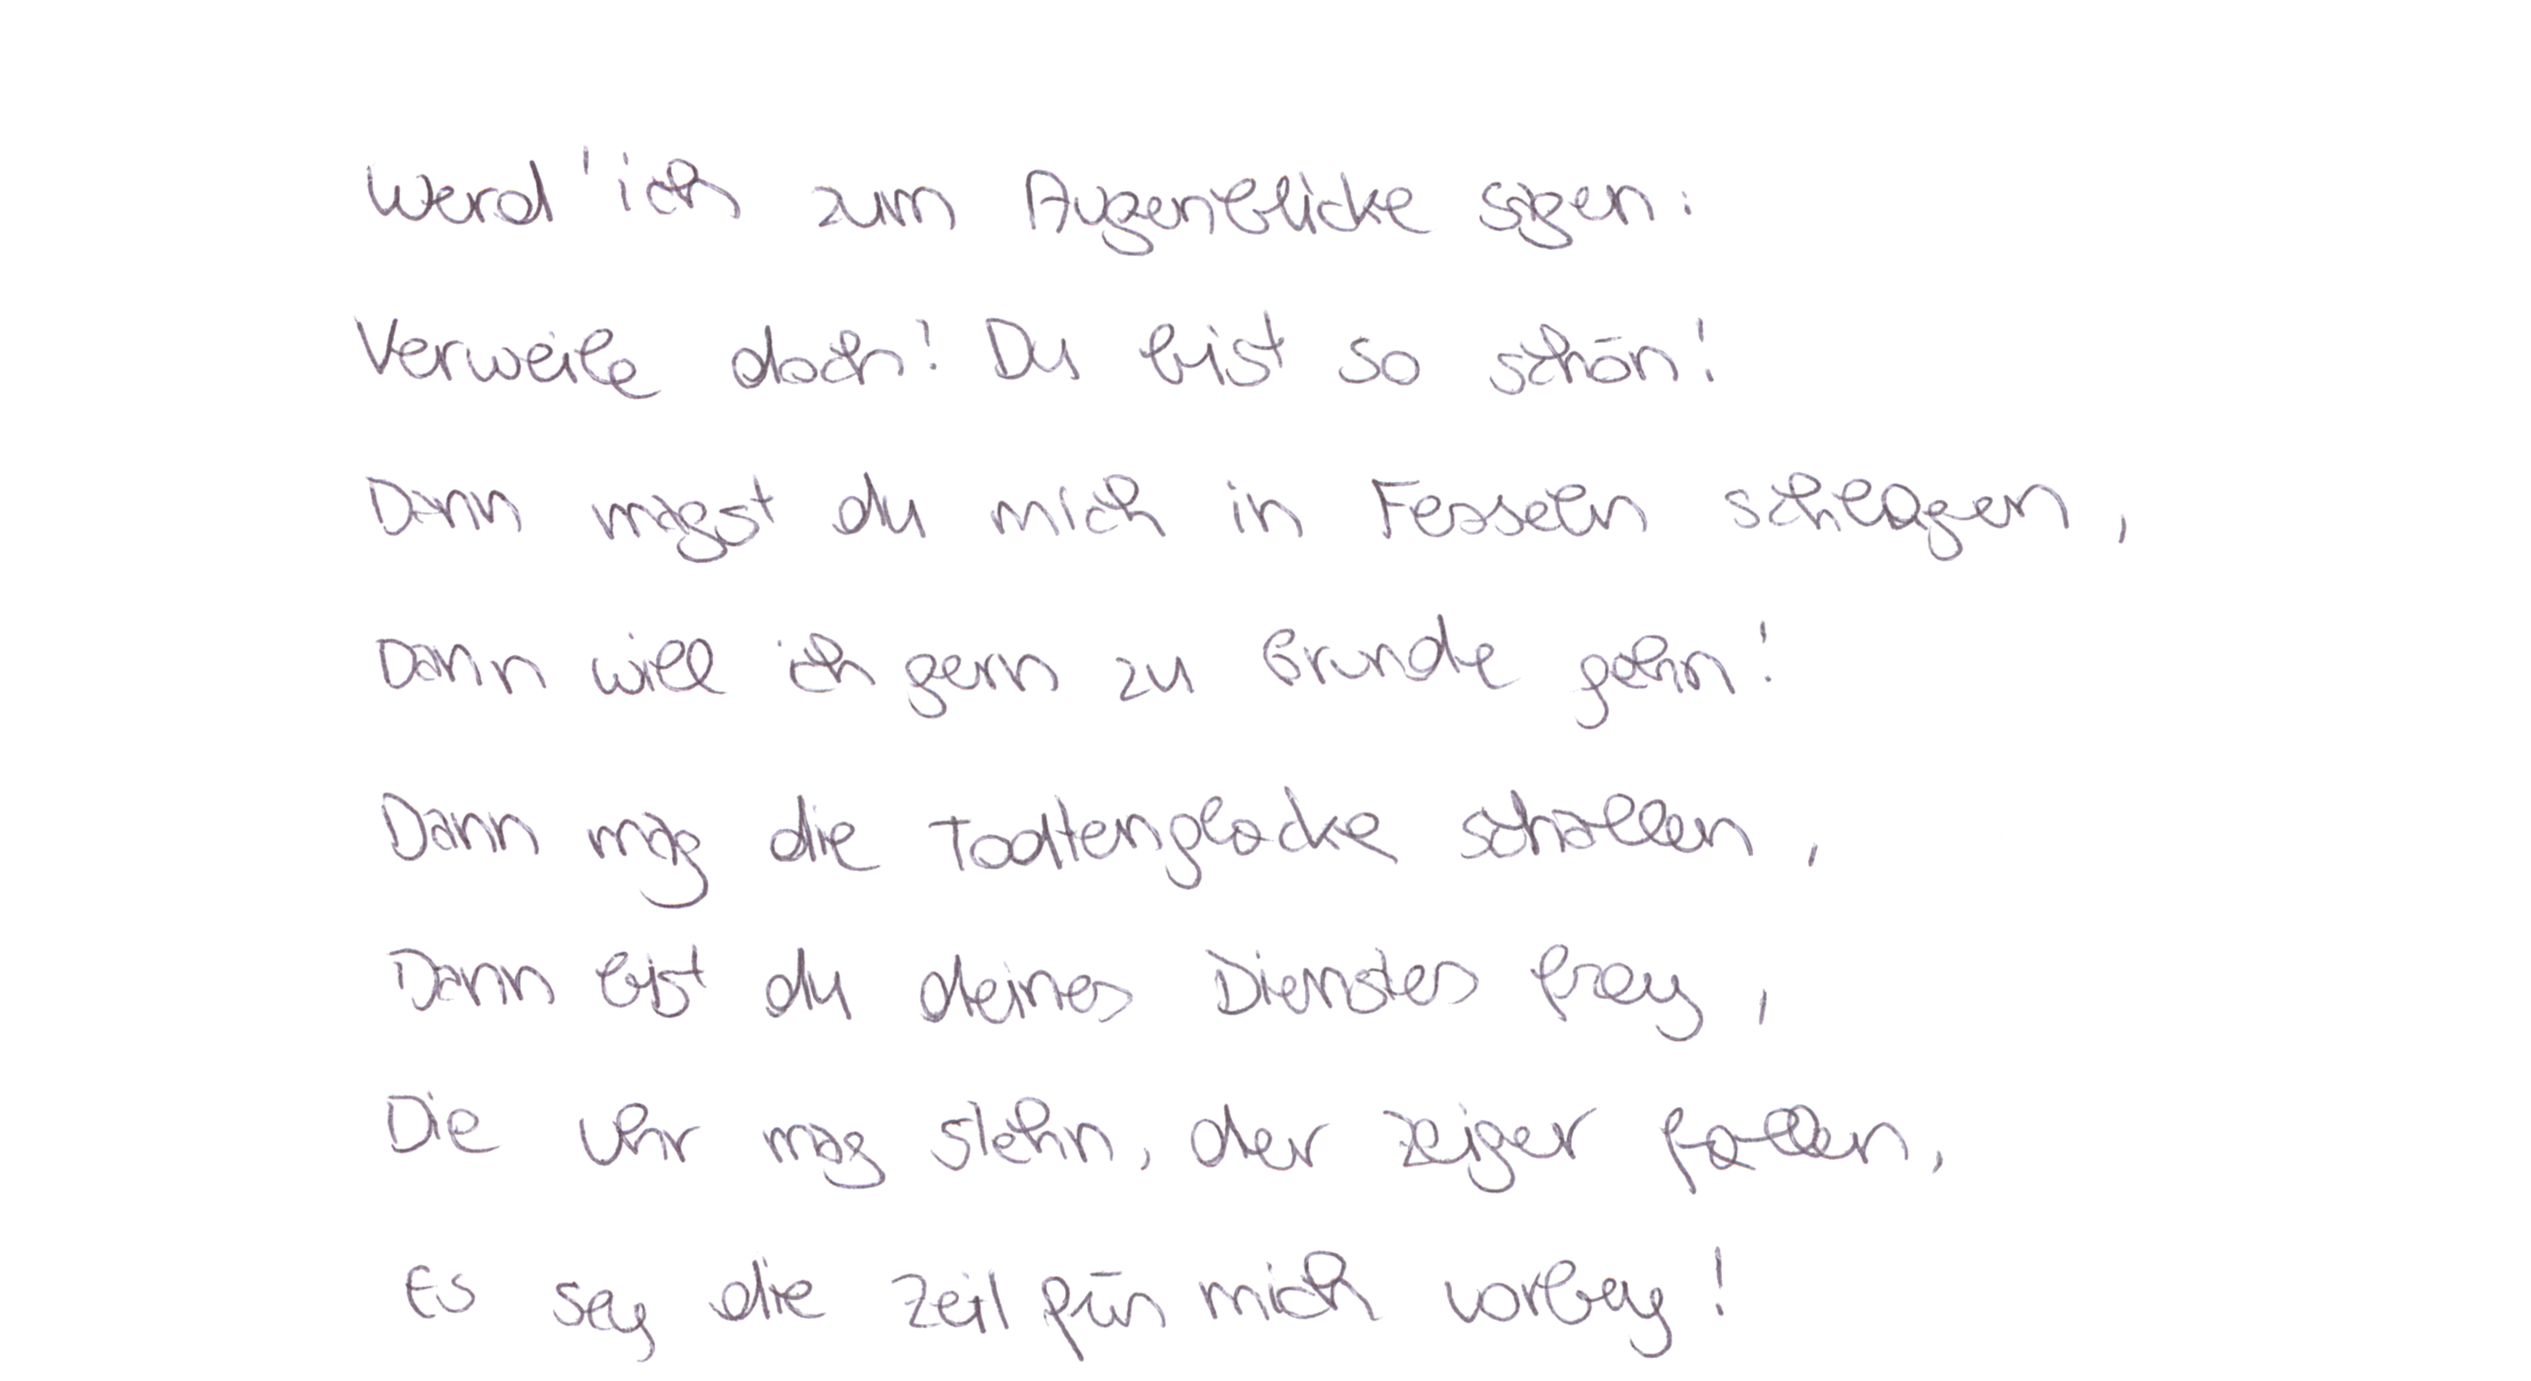 Werd' ich zum Augenblicke sagen:
Verweile doch! Du bist so schön!
Dann magst du mich in Fesseln schlagen,
Dann will ich gern zu Grunde gehn!
Dann mag die Todtenglocke schallen,
Dann bist du deines Dienstes frey,
Die Uhr mag stehn, der Zeiger fallen,
Es sey die Zeit für mich vorbey!